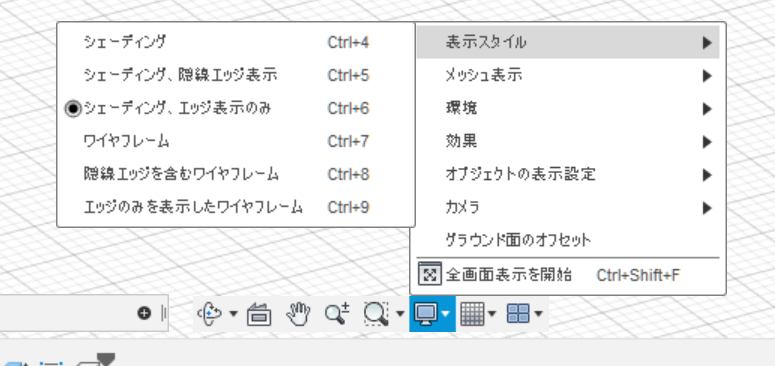 シェーディング Ctrl+4
シェーディング、隠線エッジ表示 Ctrl+5
シェーディング、エッジ表示のみ Ctrl+6
ワイヤフレーム Ctrl+7
隠線エッジを含むワイヤフレーム Ctrl+8
エッジのみを表示したワイヤフレーム Ctrl+9
表示スタイル
メッシュ表示
環境
効果
オブジェクトの表示設定
カメラ
グラウンド面のオフセット
全画面表示を開始 Ctrl+Shift+F